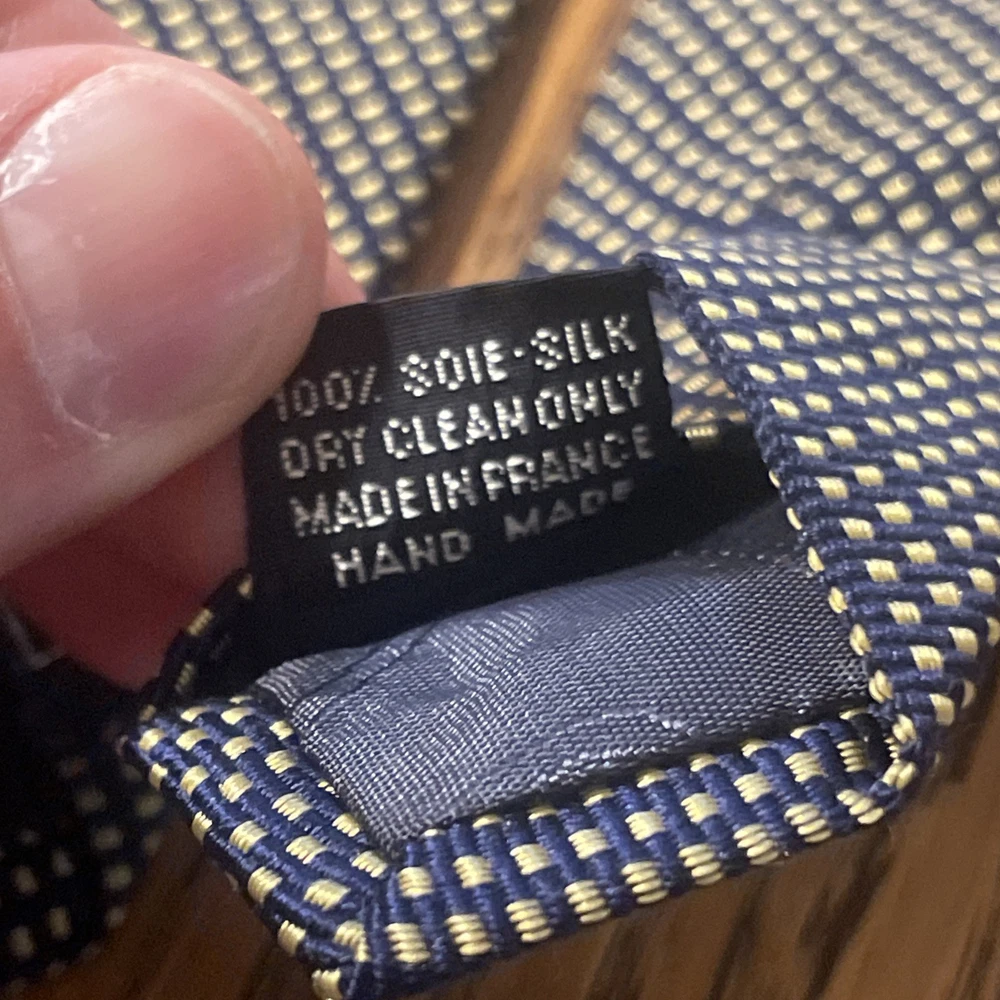 100% SOIE-SILK
DRY CLEAN ONLY
MADE IN FRANCE
HAND MADE